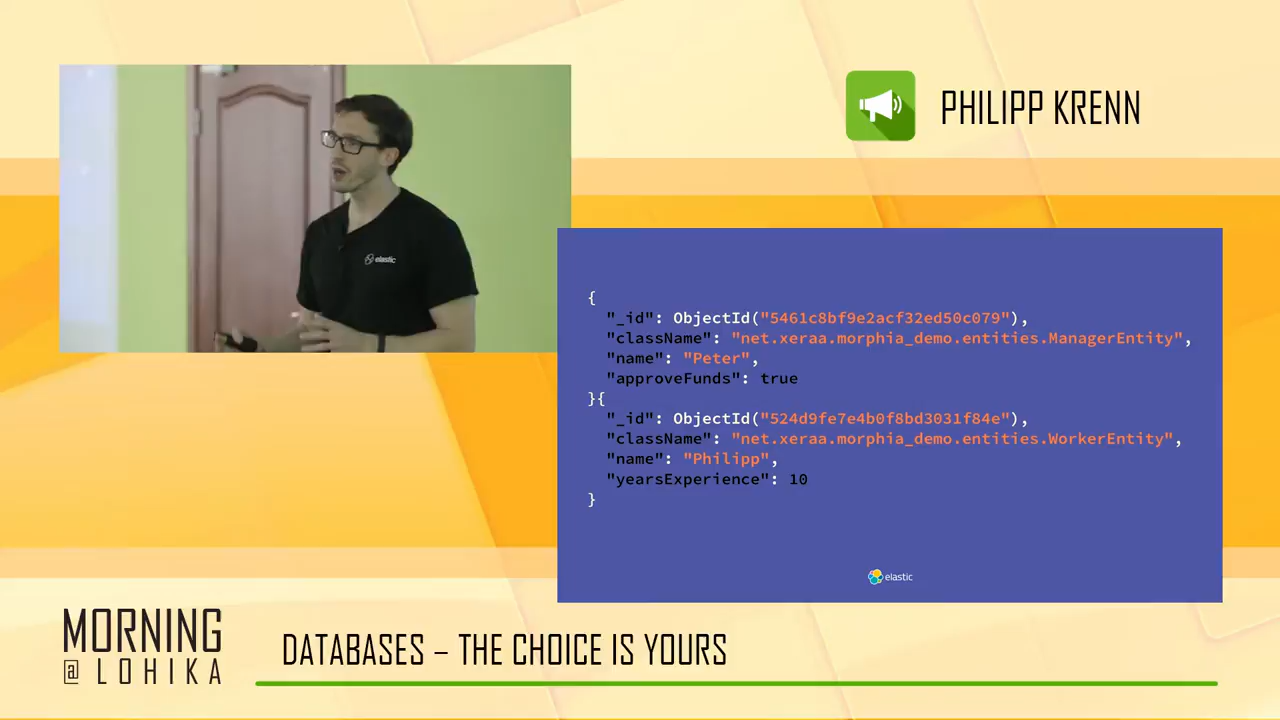 PHILIPP KRENN
elastic
{
"_id": ObjectId("5461c8bf9e2acf32ed50c079"),
"className": "net.xeraa.morphia_demo.entities.ManagerEntity",
"name": "Peter",
"approveFunds": true
}{
"_id": ObjectId("524d9fe7e4b0f8bd3031f84e"),
"className": "net.xeraa.morphia_demo.entities.WorkerEntity",
"name": "Philipp",
"yearsExperience": 10
}
elastic
MORNING
@ LOHIKA
DATABASES – THE CHOICE IS YOURS